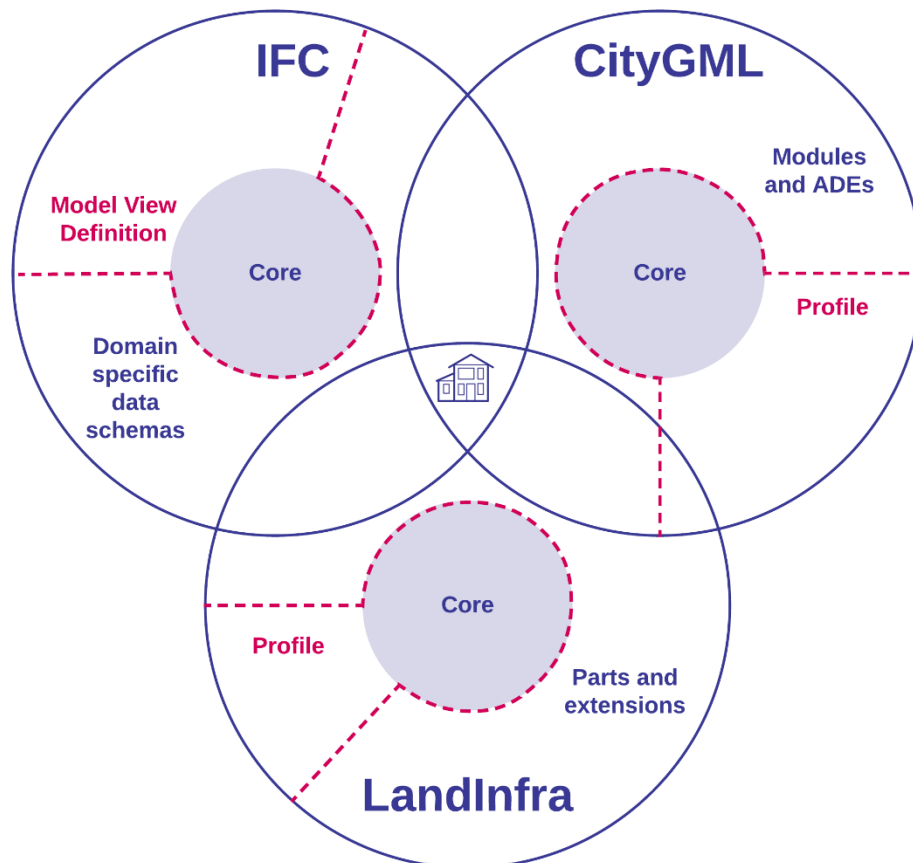 IFC
CityGML
Modules
and ADEs
Model View
Definition
Core
Core
Profile
Domain
specific
data
schemas
Core
Profile
Parts and
extensions
LandInfra